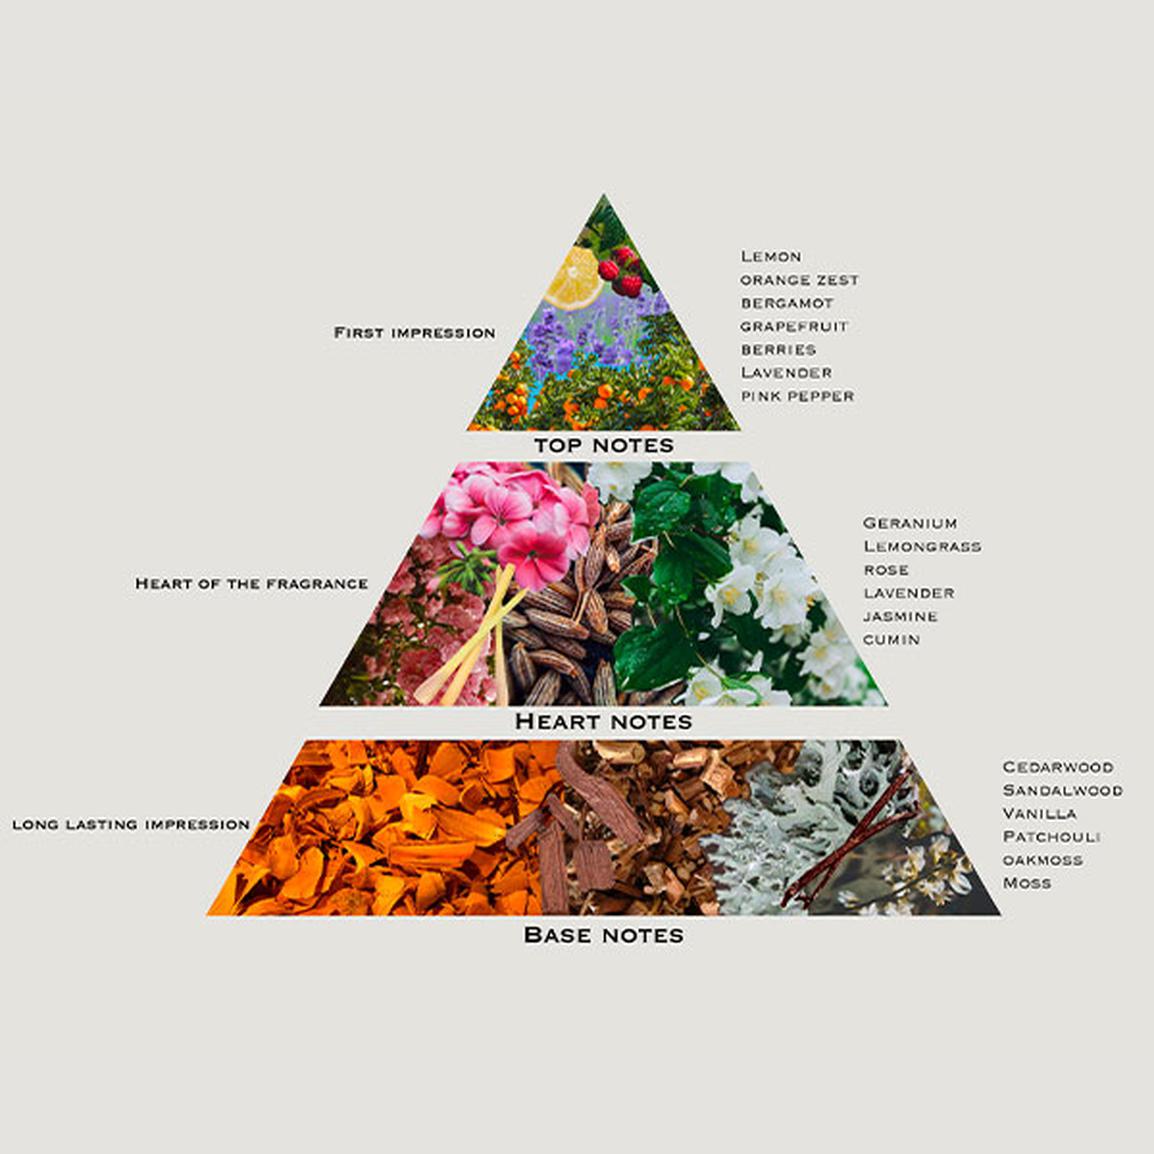 Lemon
orange zest
bergamot
grapefruit
berries
Lavender
pink pepper
First impression
top notes
Geranium
Lemongrass
rose
lavender
jasmine
cumin
Heart of the fragrance
Heart notes
Cedarwood
Sandalwood
Vanilla
Patchouli
oakmoss
Moss
long lasting impression
Base notes